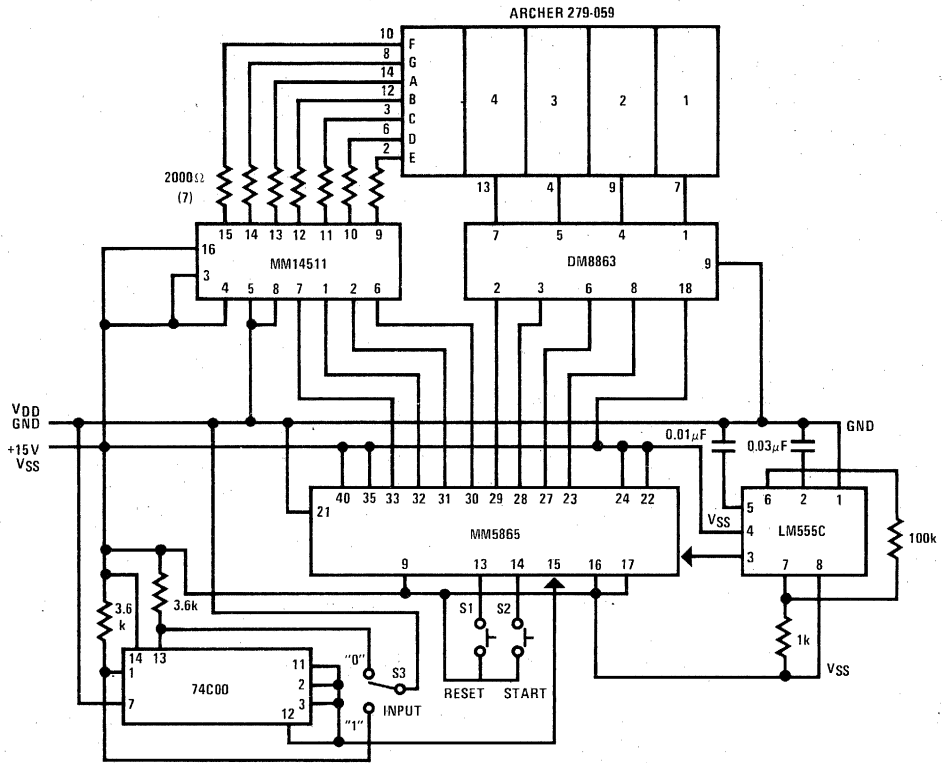 ARCHER 279-059
10 F
8 G
14 A
12 B
3 C
6 D
2 E
4 3 2 1
13 4 9 7
2000Ω
(7)
15 14 13 12 11 10 9
16
3
MM14511
4 5 8 7 1 2 6
7 5 4 1
DM8863
9
2 3 6 8 18
VDD
GND
+15V
VSS
GND
0.01μF
0.03μF
40 35 33 32 31 30 29 28 27 23 24 22
21
MM5865
9 13 14 15 16 17
6 2 1
5
VSS
4
LM555C
3
7 8
100k
1k
VSS
3.6
k
3.6k
14 13
1
7
74C00
11
2
3
12
"0"
S3
INPUT
"1"
S1 S2
RESET START